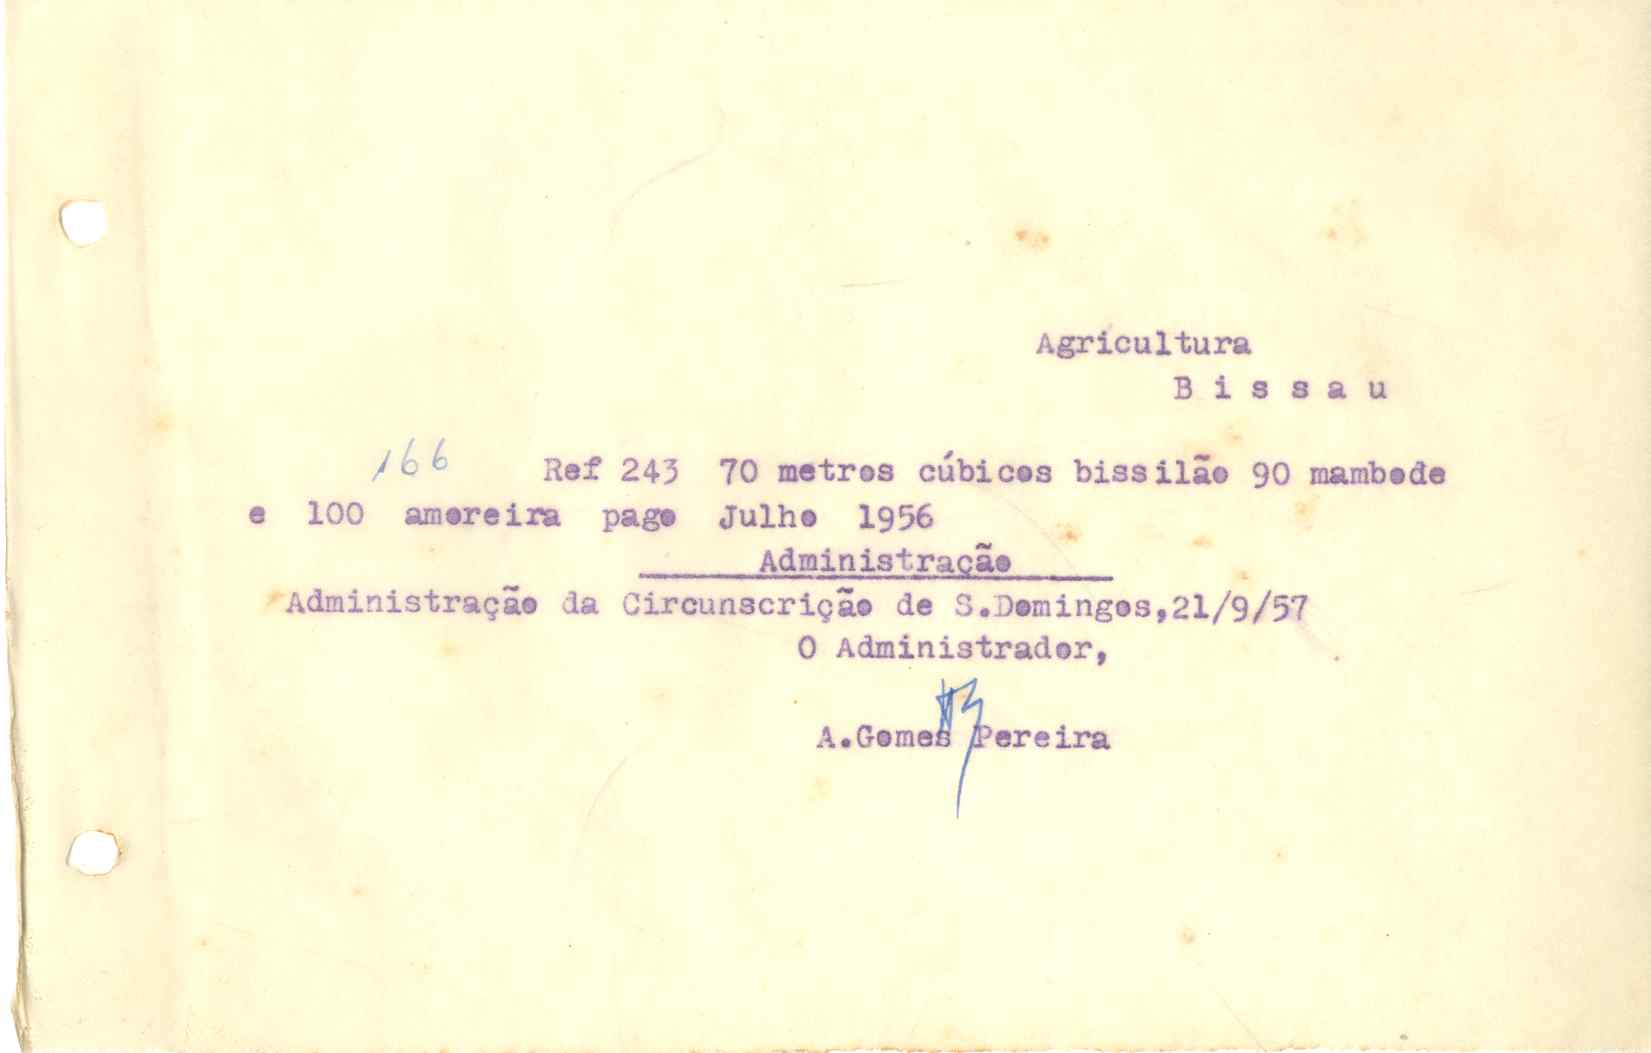 Agricultura
B i s s a u
166 Ref 243 70 metros cúbicos bissilão 90 mambode
e 100 amoreira pago Julho 1956
Administração
Administração da Circunscrição de S.Domingos,21/9/57
O Administrador,
A.Gomes Pereira